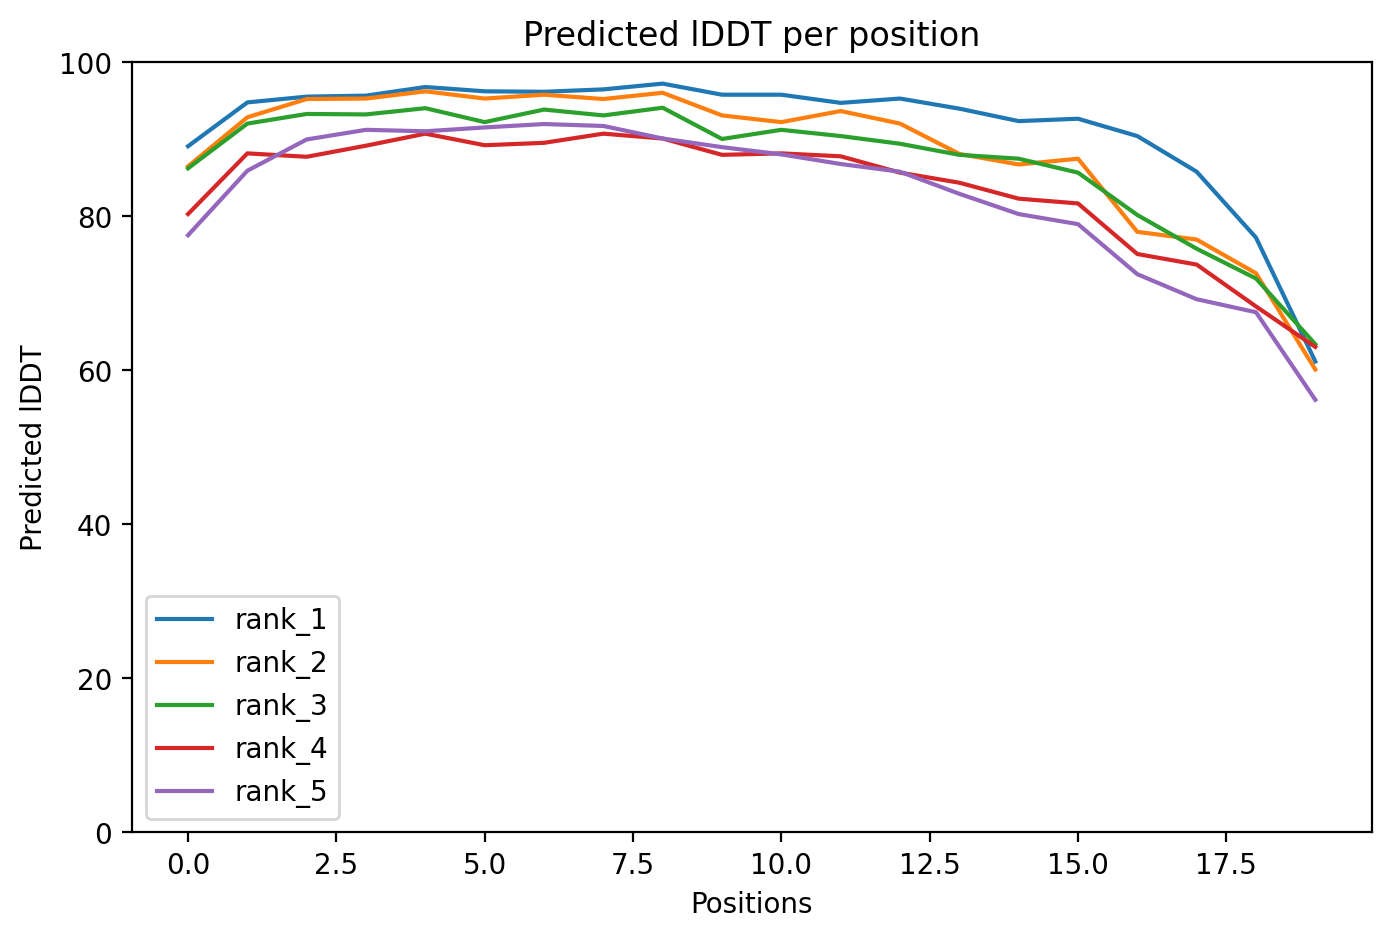 Predicted lDDT per position
Predicted lDDT
100
80
60
40
20
0
rank_1
rank_2
rank_3
rank_4
rank_5
0.0 2.5 5.0 7.5 10.0 12.5 15.0 17.5
Positions